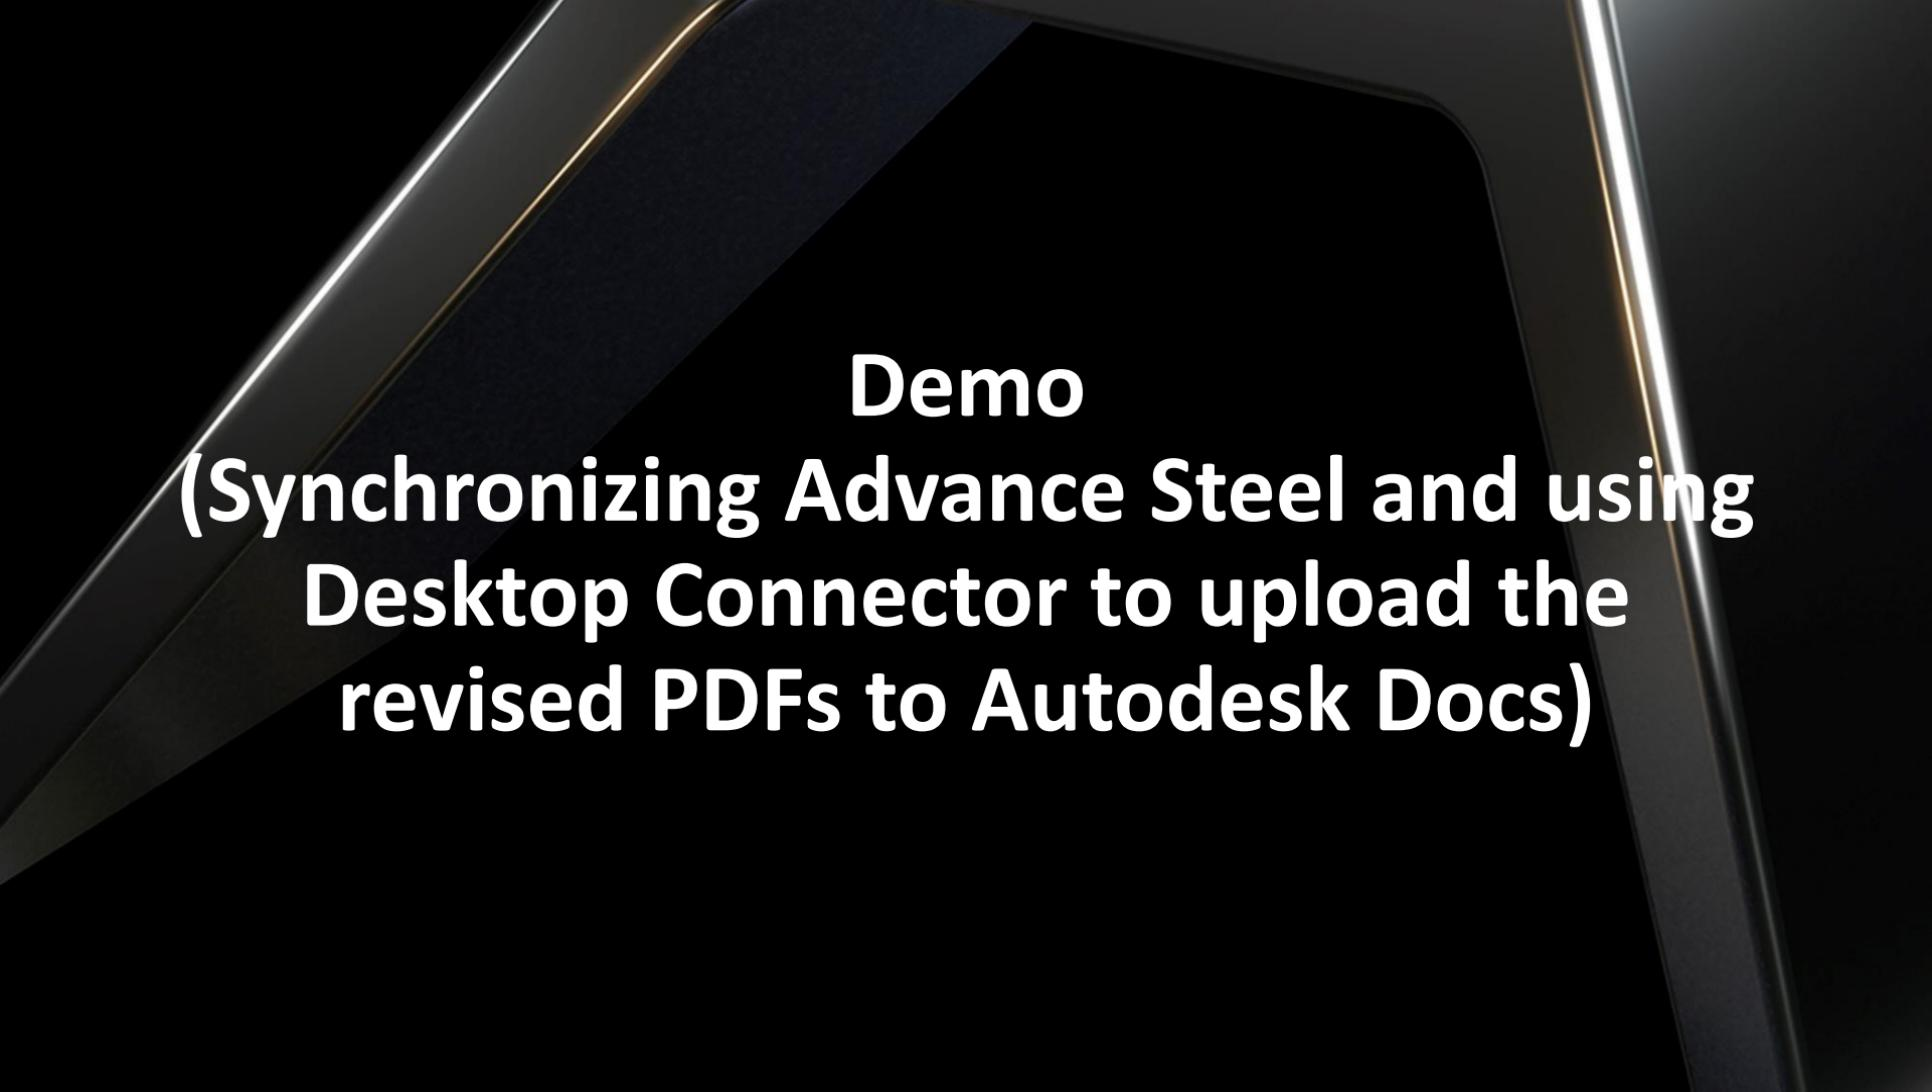 Demo
(Synchronizing Advance Steel and using
Desktop Connector to upload the
revised PDFs to Autodesk Docs)